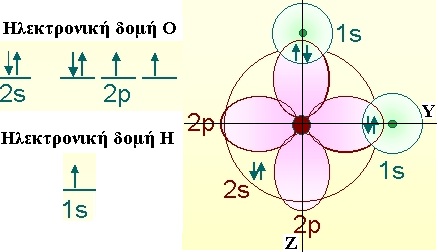 Ηλεκτρονική δομή Ο
2s 2p
Ηλεκτρονική δομή Η
1s
1s
Y
2p
1s
2s
2p
Z